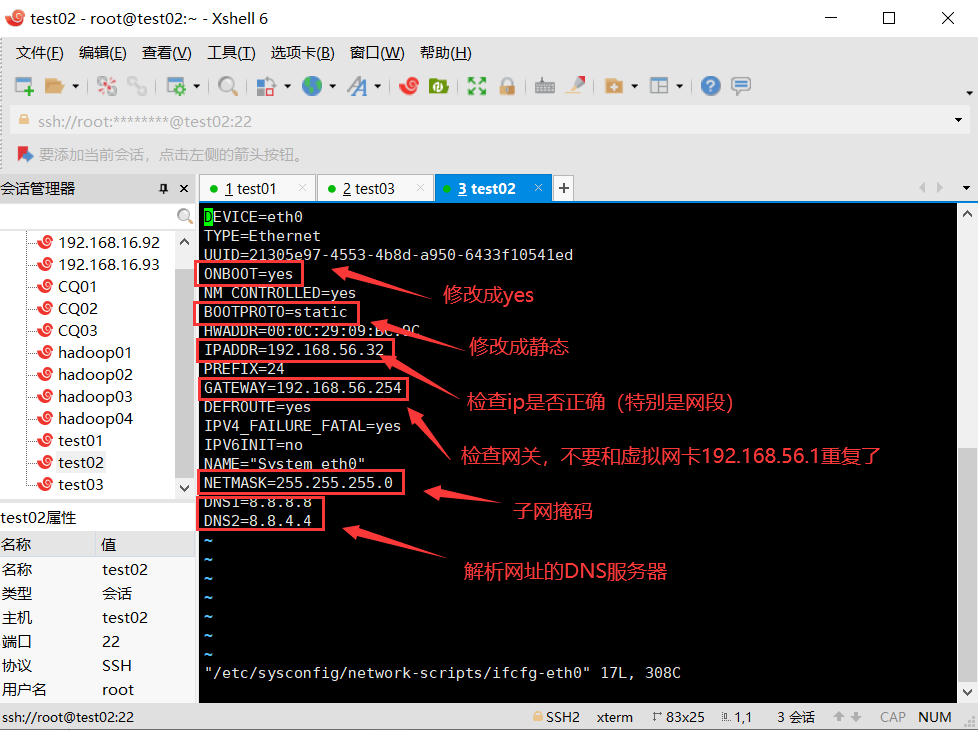 test02 - root@test02:~ - Xshell 6
文件(F) 编辑(E) 查看(V) 工具(T) 选项卡(B) 窗口(W) 帮助(H)
ssh://root:********@test02:22
要添加当前会话，点击左侧的箭头按钮。
会话管理器
1 test01
2 test03
3 test02
192.168.16.92
192.168.16.93
CQ01
CQ02
CQ03
hadoop01
hadoop02
hadoop03
hadoop04
test01
test02
test03
test02属性
名称 值
名称 test02
类型 会话
主机 test02
端口 22
协议 SSH
用户名 root
DEVICE=eth0
TYPE=Ethernet
UUID=21305e97-4553-4b8d-a950-6433f10541ed
ONBOOT=yes
修改成yes
NM_CONTROLLED=yes
BOOTPROTO=static
修改成静态
HWADDR=00:0C:29:09:BC:9C
IPADDR=192.168.56.32
检查ip是否正确（特别是网段）
PREFIX=24
GATEWAY=192.168.56.254
检查网关，不要和虚拟网卡192.168.56.1重复了
DEFROUTE=yes
IPV4_FAILURE_FATAL=yes
IPV6INIT=no
NAME="System eth0"
NETMASK=255.255.255.0
子网掩码
DNS1=8.8.8.8
DNS2=8.8.4.4
解析网址的DNS服务器
~
~
~
~
~
~
~
"/etc/sysconfig/network-scripts/ifcfg-eth0" 17L, 308C
ssh://root@test02:22 SSH2 xterm 83x25 1,1 3 会话 CAP NUM